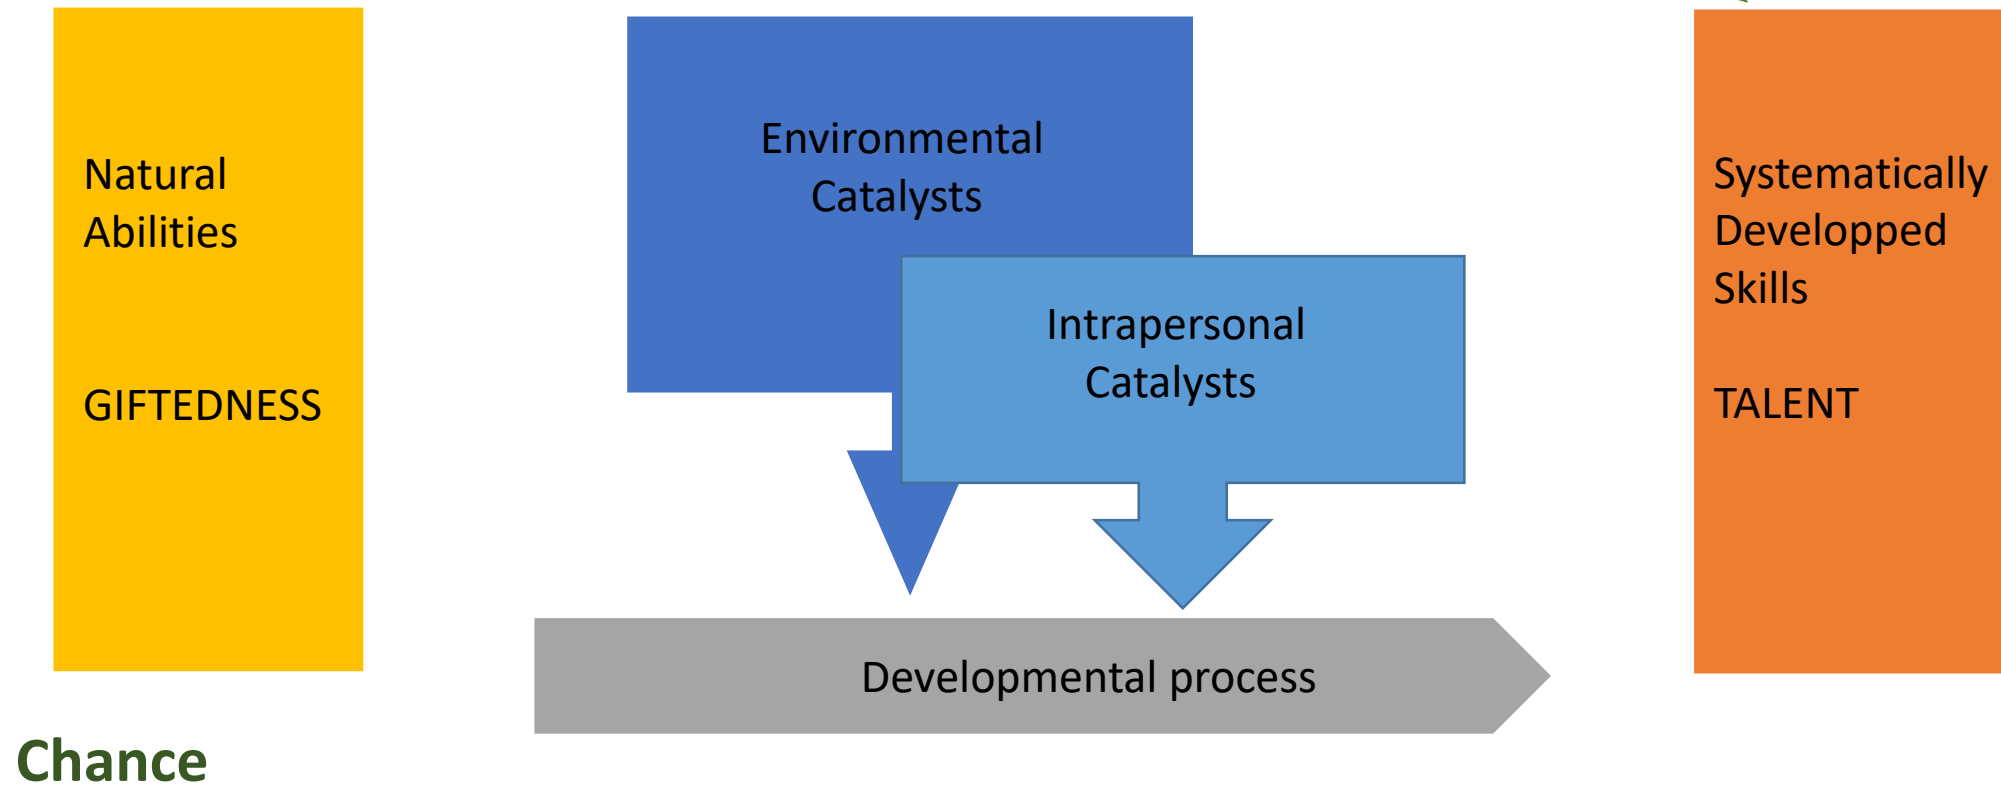 Natural
Abilities
GIFTEDNESS
Environmental
Catalysts
Intrapersonal
Catalysts
Systematically
Developped
Skills
TALENT
Developmental process
Chance